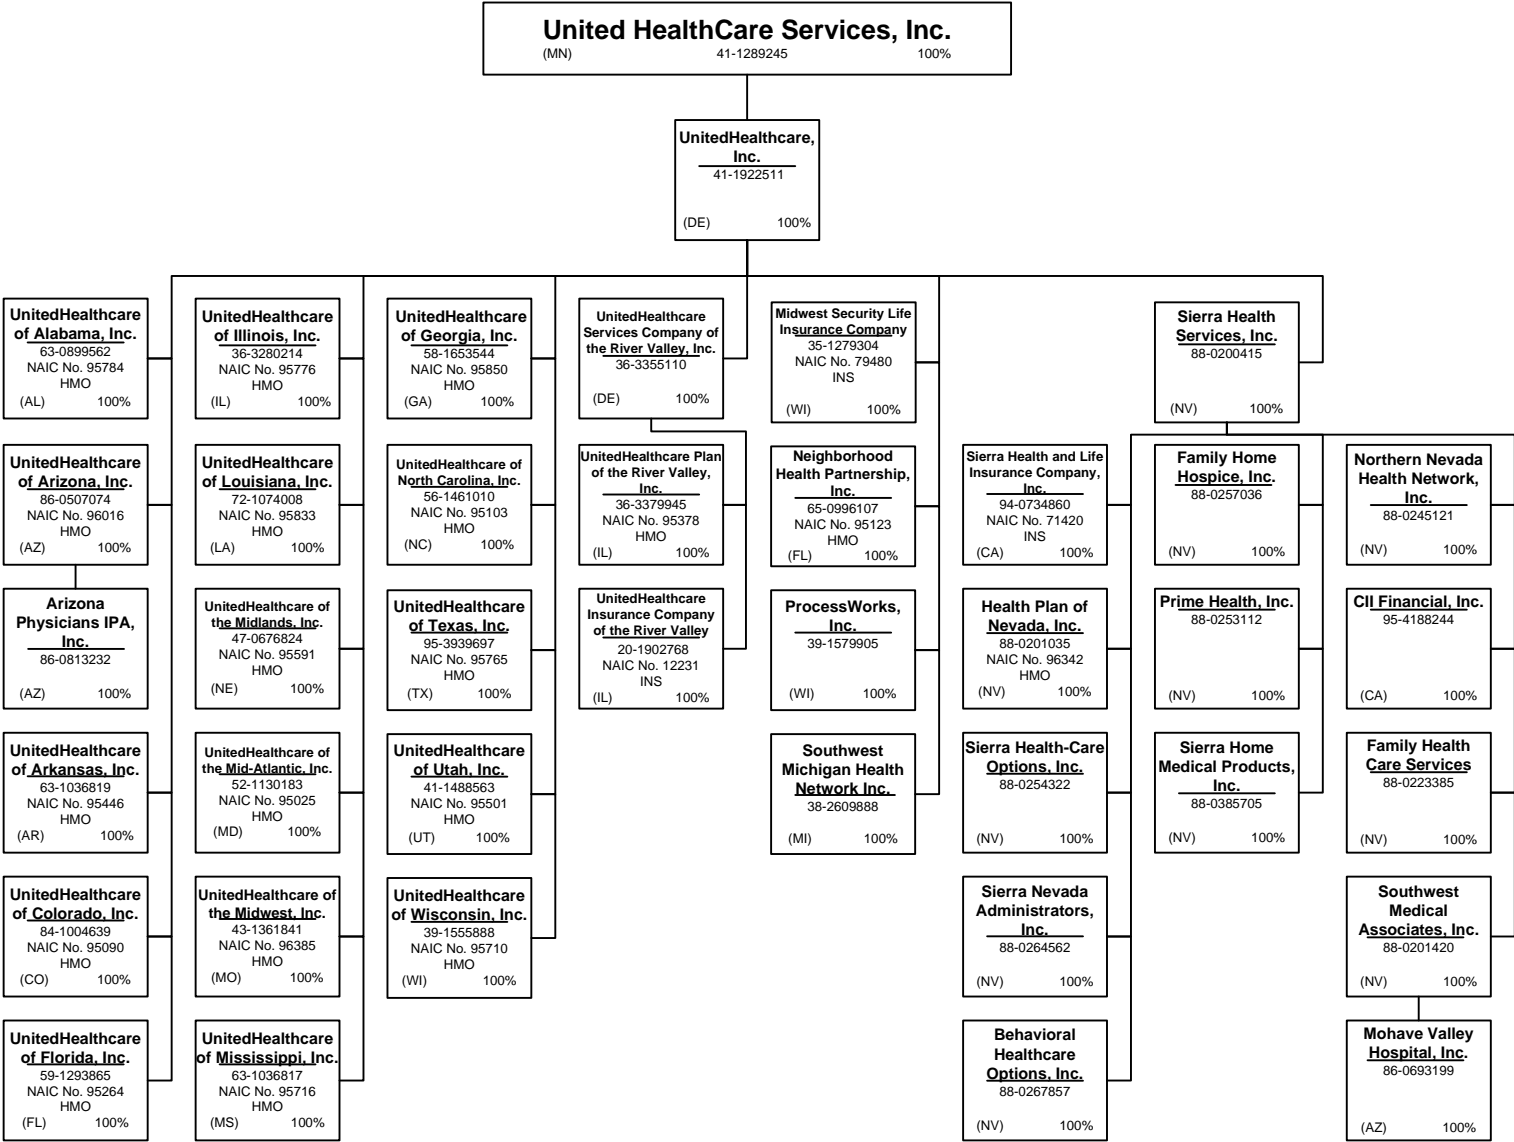 United HealthCare Services, Inc.
(MN) 41-1289245 100%
UnitedHealthcare,
Inc.
41-1922511
(DE) 100%
UnitedHealthcare
of Alabama, Inc.
63-0899562
NAIC No. 95784
HMO
(AL) 100%
UnitedHealthcare
of Illinois, Inc.
36-3280214
NAIC No. 95776
HMO
(IL) 100%
UnitedHealthcare
of Georgia, Inc.
58-1653544
NAIC No. 95850
HMO
(GA) 100%
UnitedHealthcare
Services Company of
the River Valley, Inc.
36-3355110
(DE) 100%
Midwest Security Life
Insurance Company
35-1279304
NAIC No. 79480
INS
(WI) 100%
Sierra Health
Services, Inc.
88-0200415
(NV) 100%
UnitedHealthcare
of Arizona, Inc.
86-0507074
NAIC No. 96016
HMO
(AZ) 100%
UnitedHealthcare
of Louisiana, Inc.
72-1074008
NAIC No. 95833
HMO
(LA) 100%
UnitedHealthcare of
North Carolina, Inc.
56-1461010
NAIC No. 95103
HMO
(NC) 100%
UnitedHealthcare Plan
of the River Valley,
Inc.
36-3379945
NAIC No. 95378
HMO
(IL) 100%
Neighborhood
Health Partnership,
Inc.
65-0996107
NAIC No. 95123
HMO
(FL) 100%
Sierra Health and Life
Insurance Company,
Inc.
94-0734860
NAIC No. 71420
INS
(CA) 100%
Family Home
Hospice, Inc.
88-0257036
(NV) 100%
Northern Nevada
Health Network,
Inc.
88-0245121
(NV) 100%
Arizona
Physicians IPA,
Inc.
86-0813232
(AZ) 100%
UnitedHealthcare of
the Midlands, Inc.
47-0676824
NAIC No. 95591
HMO
(NE) 100%
UnitedHealthcare
of Texas, Inc.
95-3939697
NAIC No. 95765
HMO
(TX) 100%
UnitedHealthcare
Insurance Company
of the River Valley
20-1902768
NAIC No. 12231
INS
(IL) 100%
ProcessWorks,
Inc.
39-1579905
(WI) 100%
Health Plan of
Nevada, Inc.
88-0201035
NAIC No. 96342
HMO
(NV) 100%
Prime Health, Inc.
88-0253112
(NV) 100%
CII Financial, Inc.
95-4188244
(CA) 100%
UnitedHealthcare
of Arkansas, Inc.
63-1036819
NAIC No. 95446
HMO
(AR) 100%
UnitedHealthcare of
the Mid-Atlantic, Inc.
52-1130183
NAIC No. 95025
HMO
(MD) 100%
UnitedHealthcare
of Utah, Inc.
41-1488563
NAIC No. 95501
HMO
(UT) 100%
Southwest
Michigan Health
Network Inc.
38-2609888
(MI) 100%
Sierra Health-Care
Options, Inc.
88-0254322
(NV) 100%
Sierra Home
Medical Products,
Inc.
88-0385705
(NV) 100%
Family Health
Care Services
88-0223385
(NV) 100%
UnitedHealthcare
of Colorado, Inc.
84-1004639
NAIC No. 95090
HMO
(CO) 100%
UnitedHealthcare of
the Midwest, Inc.
43-1361841
NAIC No. 96385
HMO
(MO) 100%
UnitedHealthcare
of Wisconsin, Inc.
39-1555888
NAIC No. 95710
HMO
(WI) 100%
Sierra Nevada
Administrators,
Inc.
88-0264562
(NV) 100%
Southwest
Medical
Associates, Inc.
88-0201420
(NV) 100%
UnitedHealthcare
of Florida, Inc.
59-1293865
NAIC No. 95264
HMO
(FL) 100%
UnitedHealthcare
of Mississippi, Inc.
63-1036817
NAIC No. 95716
HMO
(MS) 100%
Behavioral
Healthcare
Options, Inc.
88-0267857
(NV) 100%
Mohave Valley
Hospital, Inc.
86-0693199
(AZ) 100%